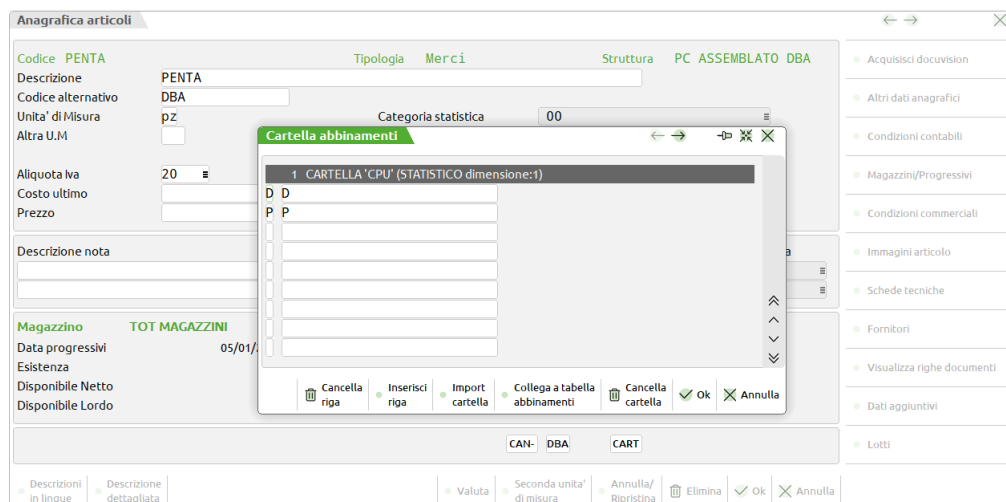 Anagrafica articoli
Codice PENTA Tipologia Merci Struttura PC ASSEMBLATO DBA
Descrizione PENTA
Codice alternativo DBA
Unita' di Misura pz Categoria statistica 00
Altra U.M
Aliquota Iva 20
Costo ultimo
Prezzo
Descrizione nota
Magazzino TOT MAGAZZINI
Data progressivi 05/01/
Esistenza
Disponibile Netto
Disponibile Lordo
Cartella abbinamenti
1 CARTELLA 'CPU' (STATISTICO dimensione:1)
D D
P P
Cancella riga
Inserisci riga
Import cartella
Collega a tabella abbinamenti
Cancella cartella
Ok
Annulla
CAN- DBA CART
Descrizioni in lingue
Descrizione dettagliata
Valuta
Seconda unita' di misura
Annulla/ Ripristina
Elimina
Ok
Annulla
Acquisisci docuvision
Altri dati anagrafici
Condizioni contabili
Magazzini/Progressivi
Condizioni commerciali
Immagini articolo
Schede tecniche
Fornitori
Visualizza righe documenti
Dati aggiuntivi
Lotti